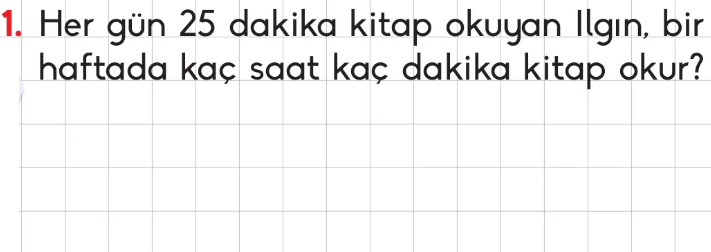 1. Her gün 25 dakika kitap okuyan Ilgın, bir
haftada kaç saat kaç dakika kitap okur?